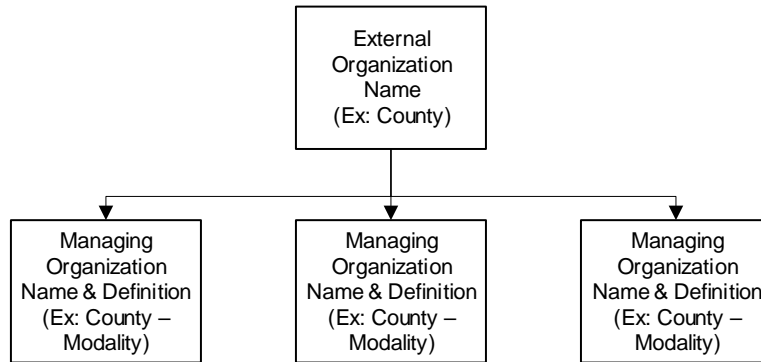 External
Organization
Name
(Ex: County)
Managing
Organization
Name & Definition
(Ex: County –
Modality)
Managing
Organization
Name & Definition
(Ex: County –
Modality)
Managing
Organization
Name & Definition
(Ex: County –
Modality)